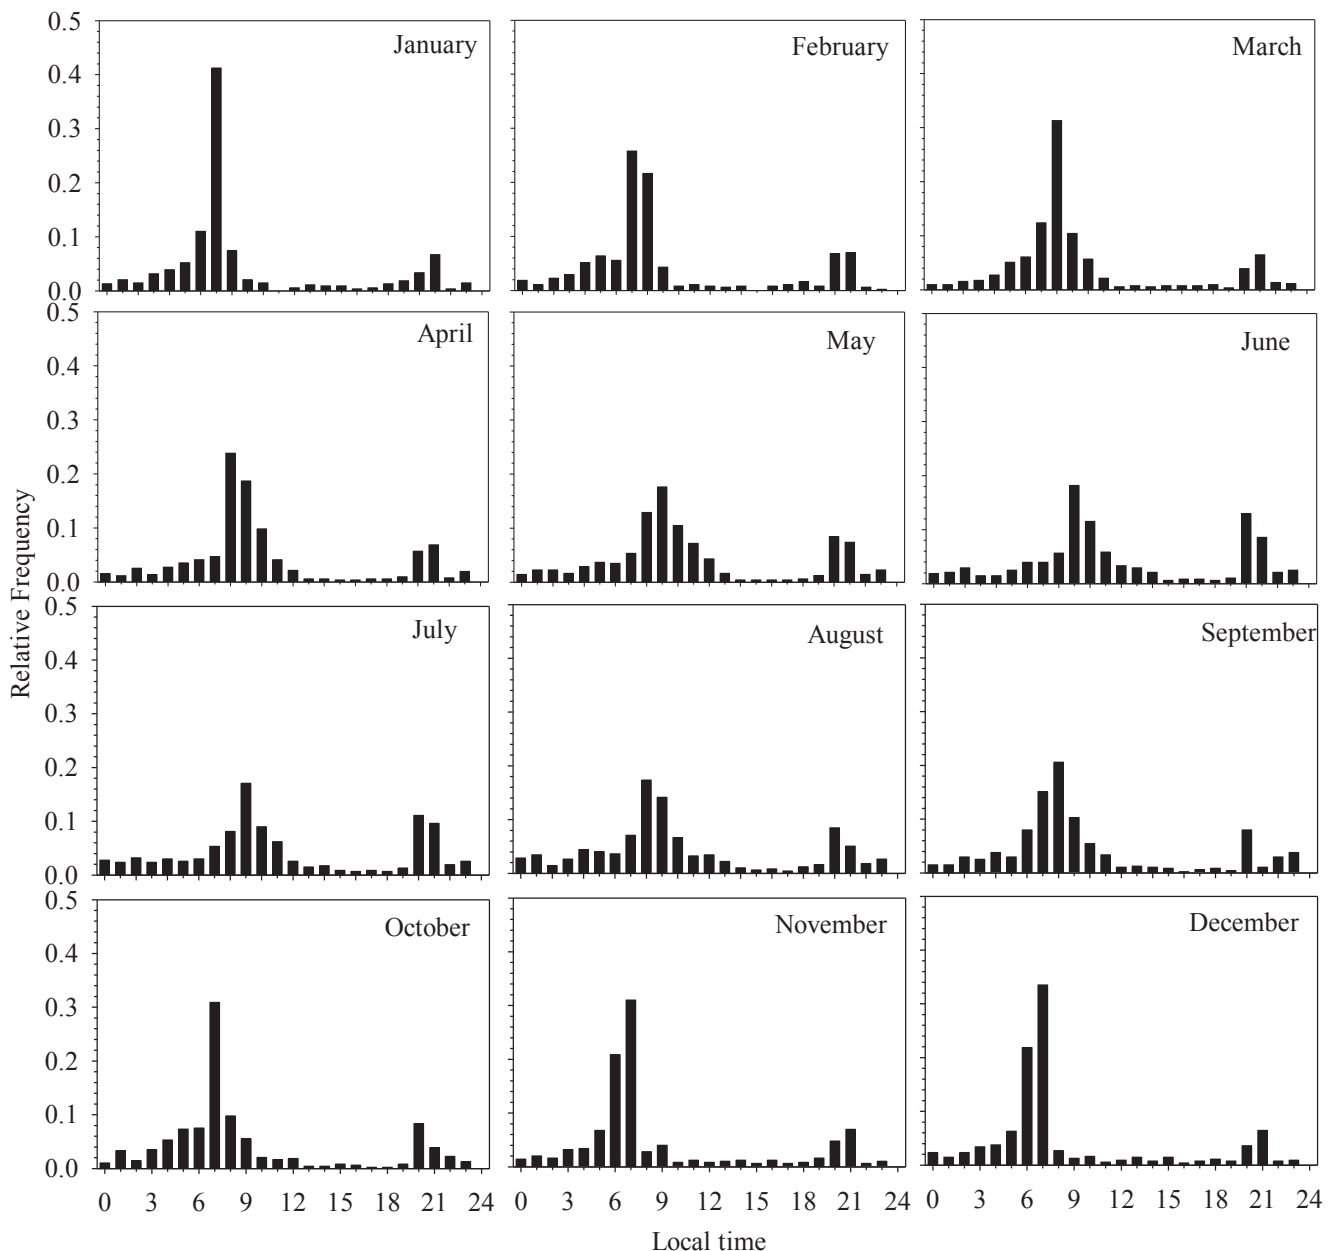 0.5
January
February
March
0.4
0.3
0.2
0.1
0.0
0.5
April
May
June
0.4
0.3
0.2
0.1
0.0
Relative Frequency
0.5
July
August
September
0.4
0.3
0.2
0.1
0.0
0.5
October
November
December
0.4
0.3
0.2
0.1
0.0
0 3 6 9 12 15 18 21 24 0 3 6 9 12 15 18 21 24 0 3 6 9 12 15 18 21 24
Local time